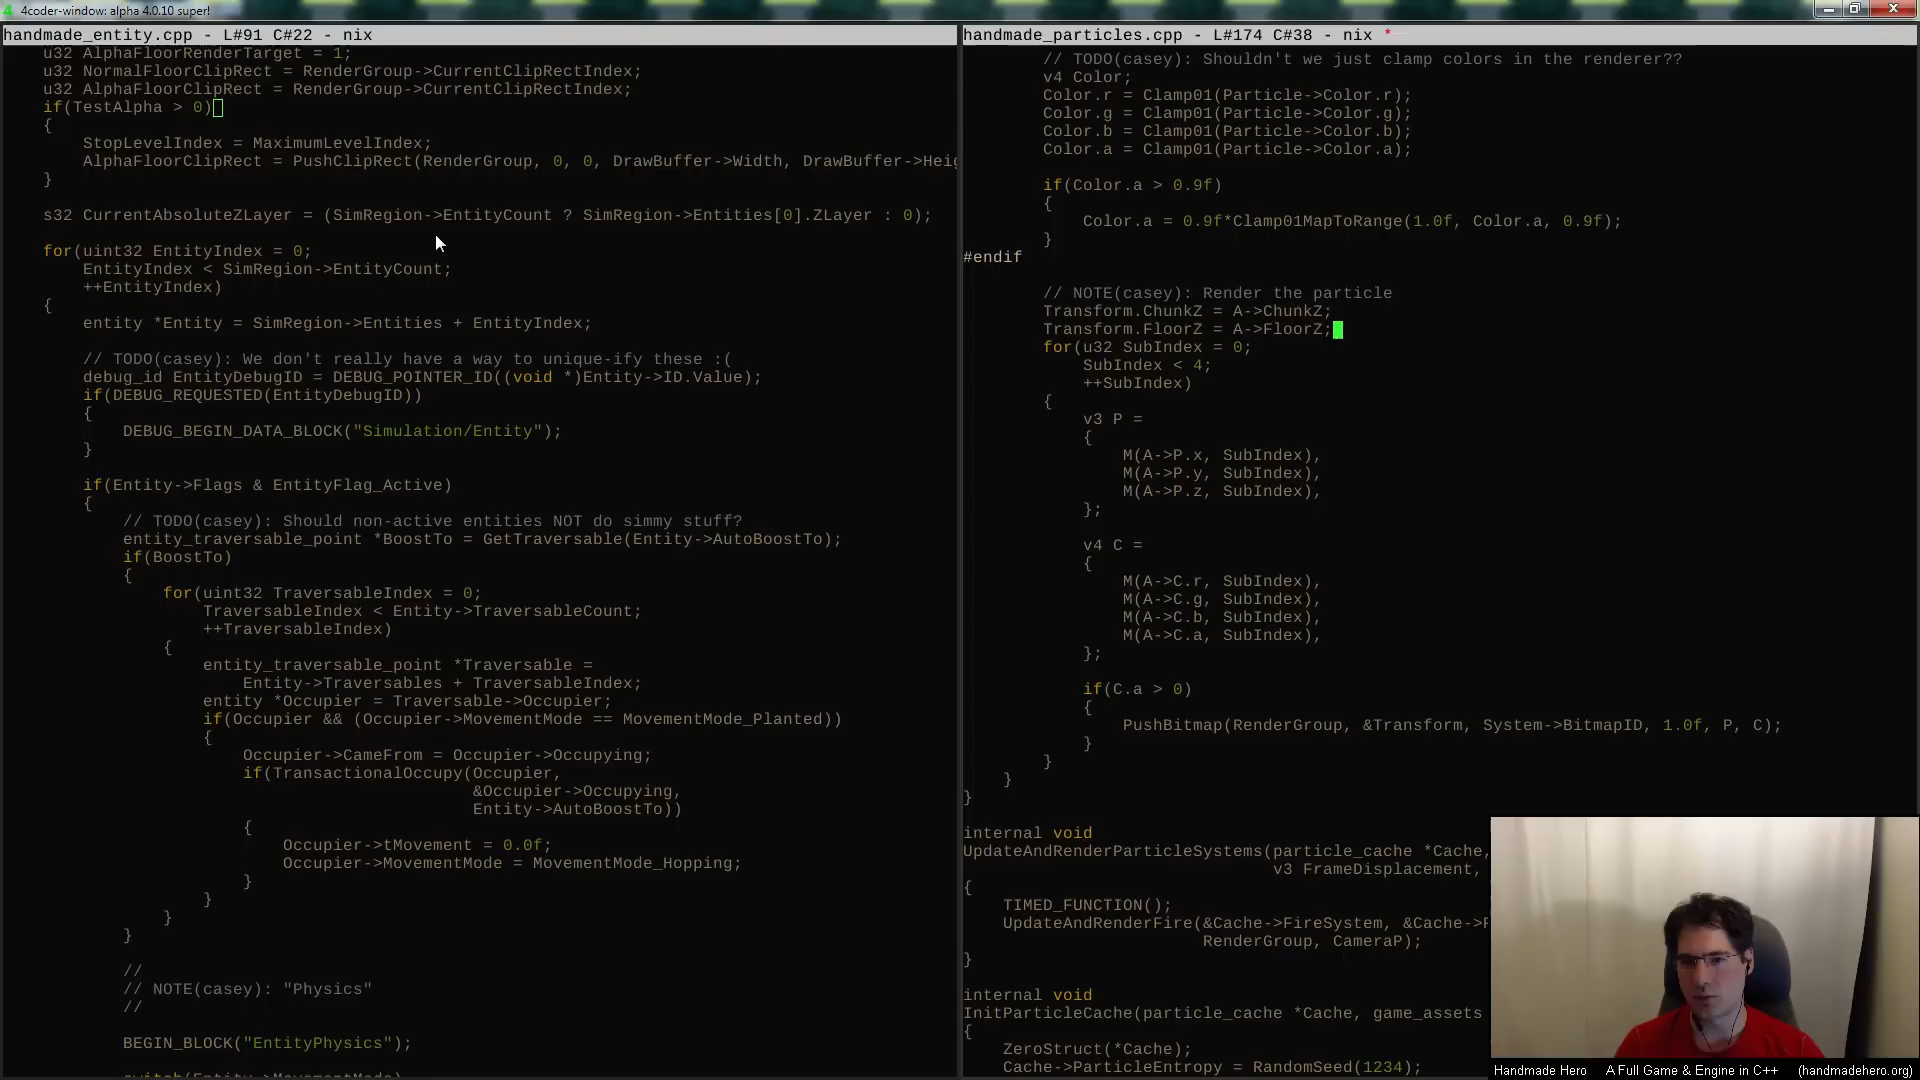 4coder-window: alpha 4.0.10 super!
handmade_entity.cpp - L#91 C#22 - nix
u32 AlphaFloorRenderTarget = 1;
u32 NormalFloorClipRect = RenderGroup->CurrentClipRectIndex;
u32 AlphaFloorClipRect = RenderGroup->CurrentClipRectIndex;
if(TestAlpha > 0)
{
StopLevelIndex = MaximumLevelIndex;
AlphaFloorClipRect = PushClipRect(RenderGroup, 0, 0, DrawBuffer->Width, DrawBuffer->Heig
}
s32 CurrentAbsoluteZLayer = (SimRegion->EntityCount ? SimRegion->Entities[0].ZLayer : 0);
for(uint32 EntityIndex = 0;
EntityIndex < SimRegion->EntityCount;
++EntityIndex)
{
entity *Entity = SimRegion->Entities + EntityIndex;
// TODO(casey): We don't really have a way to unique-ify these :(
debug_id EntityDebugID = DEBUG_POINTER_ID((void *)Entity->ID.Value);
if(DEBUG_REQUESTED(EntityDebugID))
{
DEBUG_BEGIN_DATA_BLOCK("Simulation/Entity");
}
if(Entity->Flags & EntityFlag_Active)
{
// TODO(casey): Should non-active entities NOT do simmy stuff?
entity_traversable_point *BoostTo = GetTraversable(Entity->AutoBoostTo);
if(BoostTo)
{
for(uint32 TraversableIndex = 0;
TraversableIndex < Entity->TraversableCount;
++TraversableIndex)
{
entity_traversable_point *Traversable =
Entity->Traversables + TraversableIndex;
entity *Occupier = Traversable->Occupier;
if(Occupier && (Occupier->MovementMode == MovementMode_Planted))
{
Occupier->CameFrom = Occupier->Occupying;
if(TransactionalOccupy(Occupier,
&Occupier->Occupying,
Entity->AutoBoostTo))
{
Occupier->tMovement = 0.0f;
Occupier->MovementMode = MovementMode_Hopping;
}
}
}
}
//
// NOTE(casey): "Physics"
//
BEGIN_BLOCK("EntityPhysics");
switch(Entity->MovementMode)
handmade_particles.cpp - L#174 C#38 - nix *
// TODO(casey): Shouldn't we just clamp colors in the renderer??
v4 Color;
Color.r = Clamp01(Particle->Color.r);
Color.g = Clamp01(Particle->Color.g);
Color.b = Clamp01(Particle->Color.b);
Color.a = Clamp01(Particle->Color.a);
if(Color.a > 0.9f)
{
Color.a = 0.9f*Clamp01MapToRange(1.0f, Color.a, 0.9f);
}
#endif
// NOTE(casey): Render the particle
Transform.ChunkZ = A->ChunkZ;
Transform.FloorZ = A->FloorZ;
for(u32 SubIndex = 0;
SubIndex < 4;
++SubIndex)
{
v3 P =
{
M(A->P.x, SubIndex),
M(A->P.y, SubIndex),
M(A->P.z, SubIndex),
};
v4 C =
{
M(A->C.r, SubIndex),
M(A->C.g, SubIndex),
M(A->C.b, SubIndex),
M(A->C.a, SubIndex),
};
if(C.a > 0)
{
PushBitmap(RenderGroup, &Transform, System->BitmapID, 1.0f, P, C);
}
}
}
}
internal void
UpdateAndRenderParticleSystems(particle_cache *Cache,
v3 FrameDisplacement,
{
TIMED_FUNCTION();
UpdateAndRenderFire(&Cache->FireSystem, &Cache->
RenderGroup, CameraP);
}
internal void
InitParticleCache(particle_cache *Cache, game_assets
{
ZeroStruct(*Cache);
Cache->ParticleEntropy = RandomSeed(1234);
Handmade Hero A Full Game & Engine in C++ (handmadehero.org)